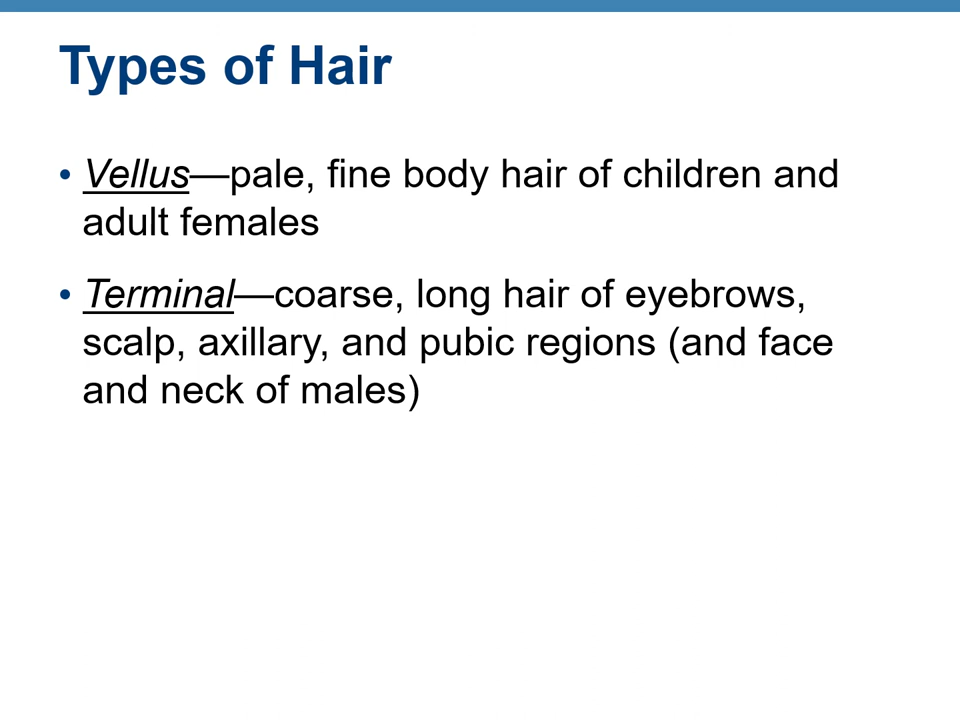 Types of Hair
• Vellus—pale, fine body hair of children and
adult females
• Terminal—coarse, long hair of eyebrows,
scalp, axillary, and pubic regions (and face
and neck of males)